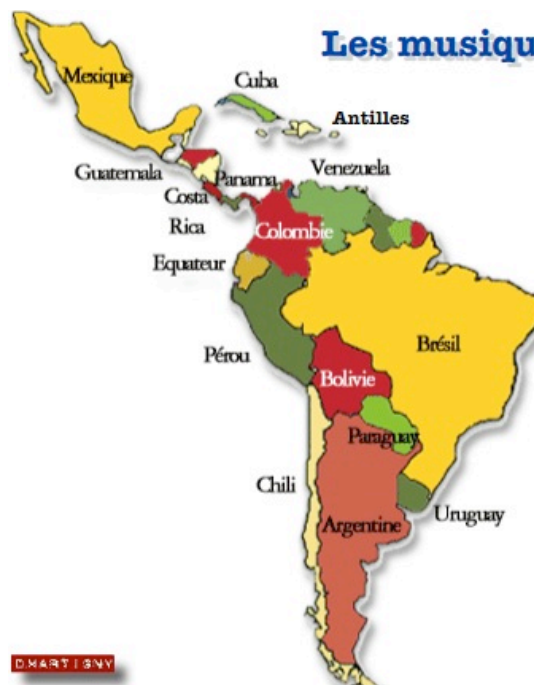 Les musiqu
Mexique
Cuba
Antilles
Guatemala
Panama
Venezuela
Costa
Rica
Colombie
Equateur
Pérou
Brésil
Bolivie
Paraguay
Chili
Argentine
Uruguay
D.MARTIGNY